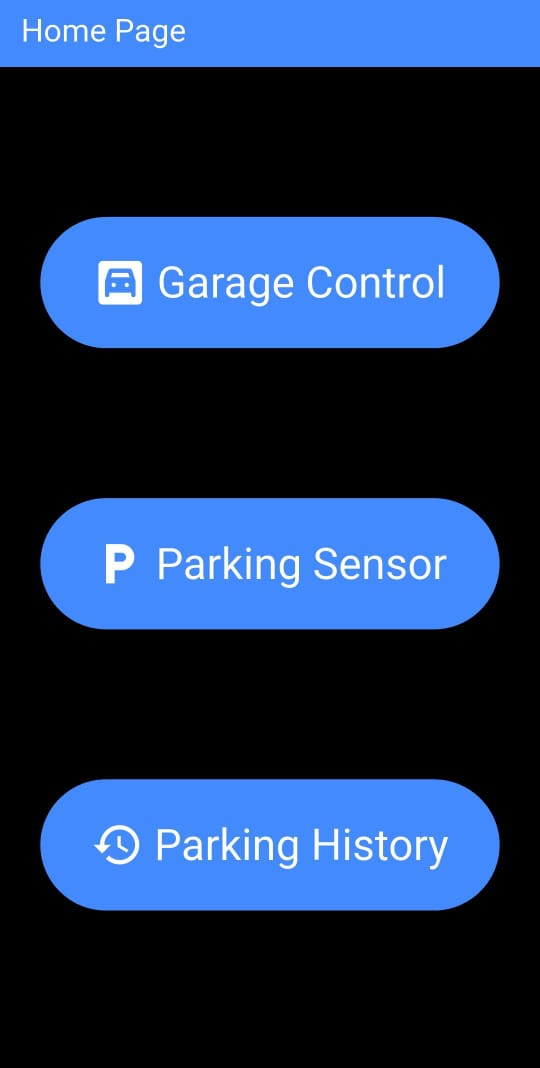 Home Page
Garage Control
P Parking Sensor
Parking History